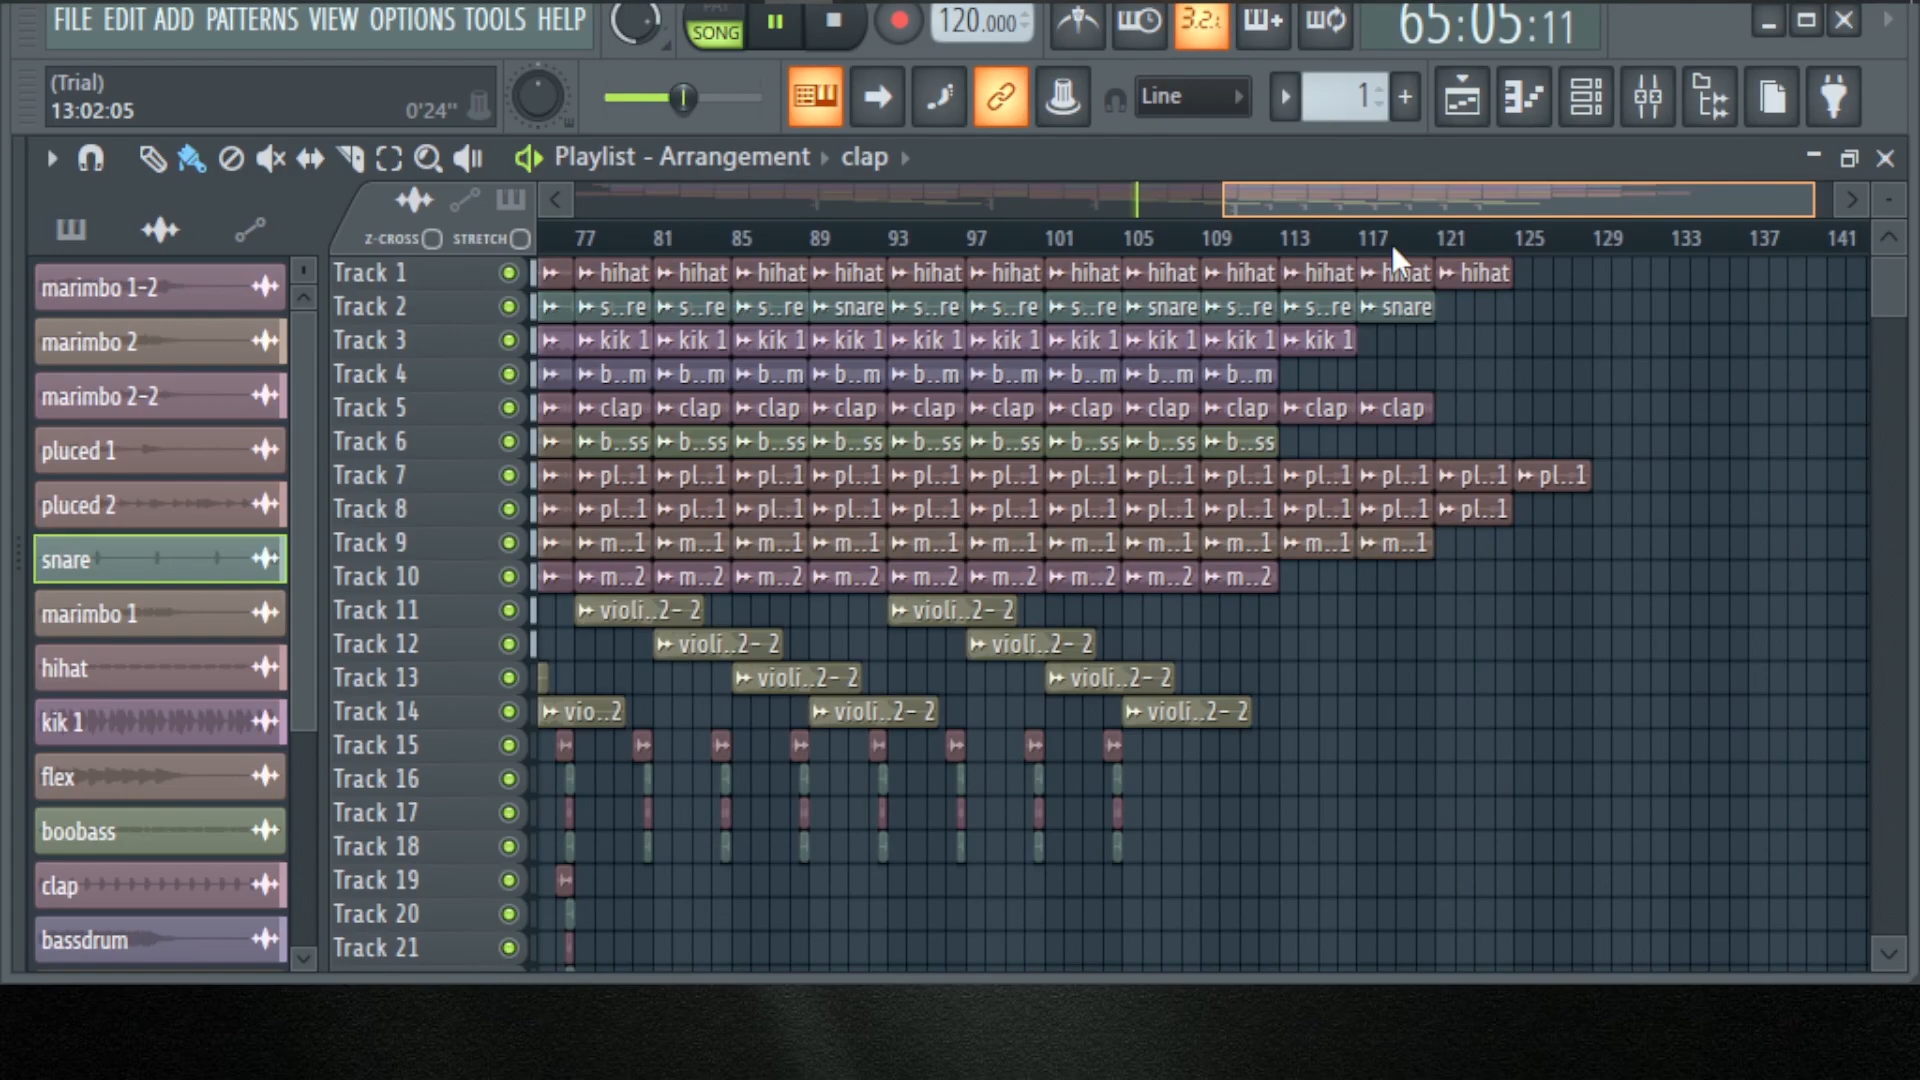 FILE EDIT ADD PATTERNS VIEW OPTIONS TOOLS HELP
SONG
120.000
3.2
65:05:11
(Trial)
13:02:05
0'24"
Line
1
Playlist - Arrangement
clap
Z-CROSS
STRETCH
77 81 85 89 93 97 101 105 109 113 117 121 125 129 133 137 141
marimbo 1-2
marimbo 2
marimbo 2-2
pluced 1
pluced 2
snare
marimbo 1
hihat
kik 1
flex
boobass
clap
bassdrum
Track 1 hihat hihat hihat hihat hihat hihat hihat hihat hihat hihat hihat hihat
Track 2 s..re s..re s..re snare s..re s..re s..re snare s..re s..re snare
Track 3 kik 1 kik 1 kik 1 kik 1 kik 1 kik 1 kik 1 kik 1 kik 1 kik 1
Track 4 b..m b..m b..m b..m b..m b..m b..m b..m b..m
Track 5 clap clap clap clap clap clap clap clap clap clap clap
Track 6 b..ss b..ss b..ss b..ss b..ss b..ss b..ss b..ss b..ss
Track 7 pl..1 pl..1 pl..1 pl..1 pl..1 pl..1 pl..1 pl..1 pl..1 pl..1 pl..1 pl..1 pl..1
Track 8 pl..1 pl..1 pl..1 pl..1 pl..1 pl..1 pl..1 pl..1 pl..1 pl..1 pl..1 pl..1
Track 9 m..1 m..1 m..1 m..1 m..1 m..1 m..1 m..1 m..1 m..1 m..1
Track 10 m..2 m..2 m..2 m..2 m..2 m..2 m..2 m..2 m..2
Track 11 violi..2- 2 violi..2- 2
Track 12 violi..2- 2 violi..2- 2
Track 13 violi..2- 2 violi..2- 2
Track 14 vio..2 violi..2- 2 violi..2- 2
Track 15
Track 16
Track 17
Track 18
Track 19
Track 20
Track 21